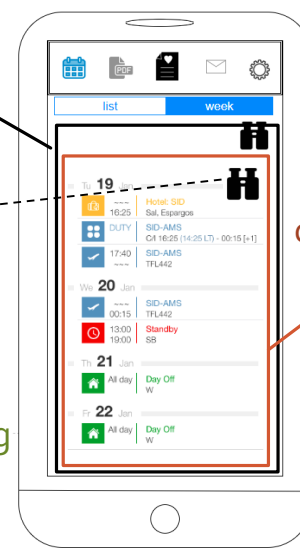 PDF
list week
Tu 19 Jan
~~~ Hotel: SID
16:25 Sal, Espargos
DUTY SID-AMS
C/I 16:25 (14:25 LT) - 00:15 [+1]
17:40 SID-AMS
~~~ TFL442
We 20 Jan
~~~ SID-AMS
00:15 TFL442
13:00 Standby
19:00 SB
Th 21 Jan
All day Day Off
W
Fr 22 Jan
All day Day Off
W
g